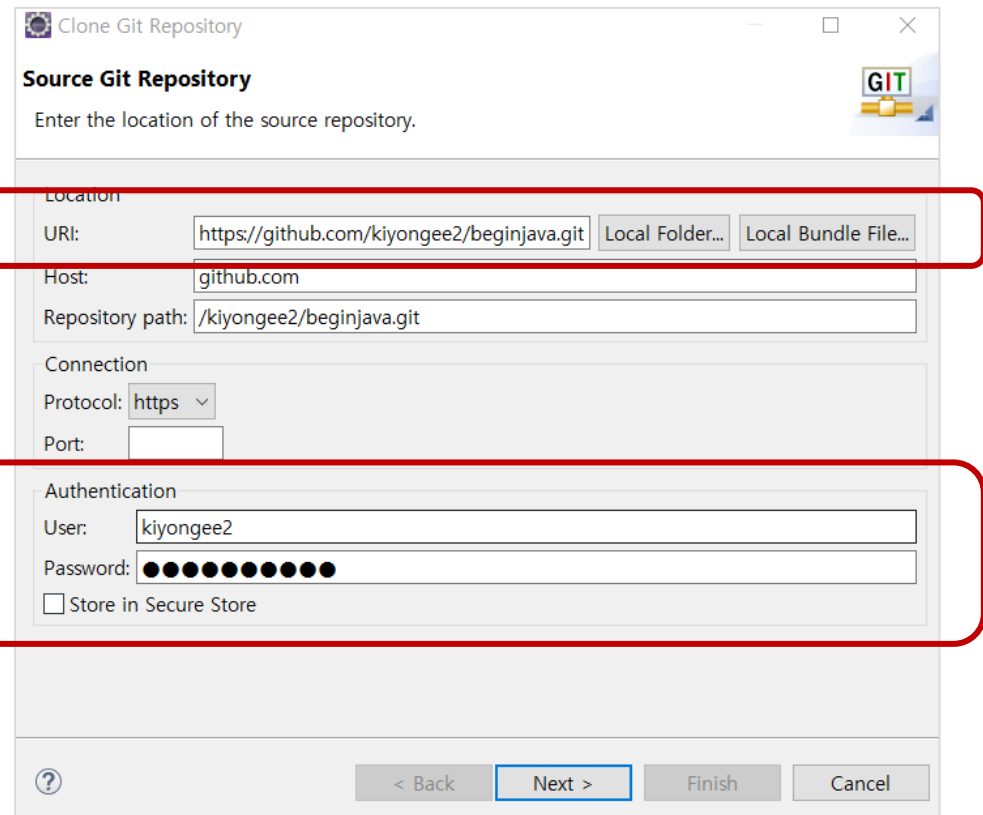 Clone Git Repository
Source Git Repository
GIT
Enter the location of the source repository.
Location
URI: https://github.com/kiyongee2/beginjava.git Local Folder... Local Bundle File...
Host: github.com
Repository path: /kiyongee2/beginjava.git
Connection
Protocol: https
Port:
Authentication
User: kiyongee2
Password: ●●●●●●●●●●
Store in Secure Store
? < Back Next > Finish Cancel